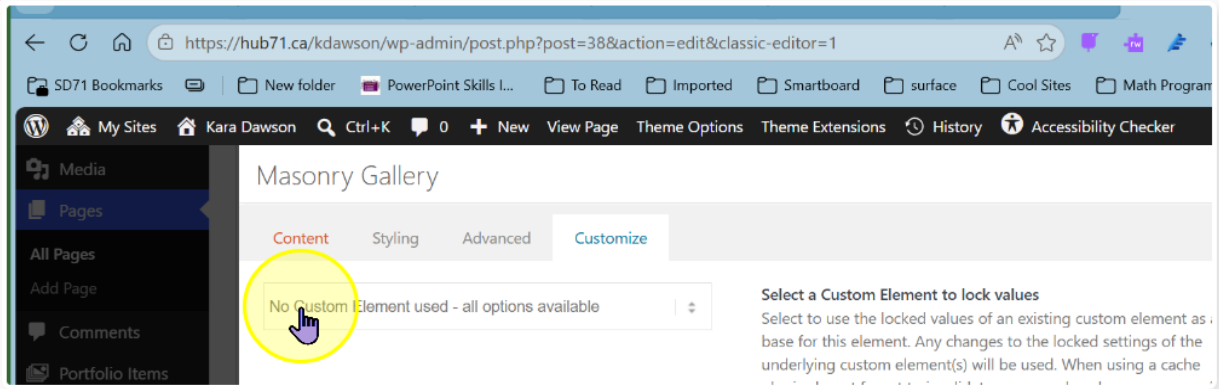 https://hub71.ca/kdawson/wp-admin/post.php?post=38&action=edit&classic-editor=1
SD71 Bookmarks New folder PowerPoint Skills I... To Read Imported Smartboard surface Cool Sites Math Program
My Sites Kara Dawson Ctrl+K 0 New View Page Theme Options Theme Extensions History Accessibility Checker
Media
Pages
All Pages
Add Page
Comments
Portfolio Items
Masonry Gallery
Content Styling Advanced Customize
No Custom Element used - all options available
Select a Custom Element to lock values
Select to use the locked values of an existing custom element as
base for this element. Any changes to the locked settings of the
underlying custom element(s) will be used. When using a cache